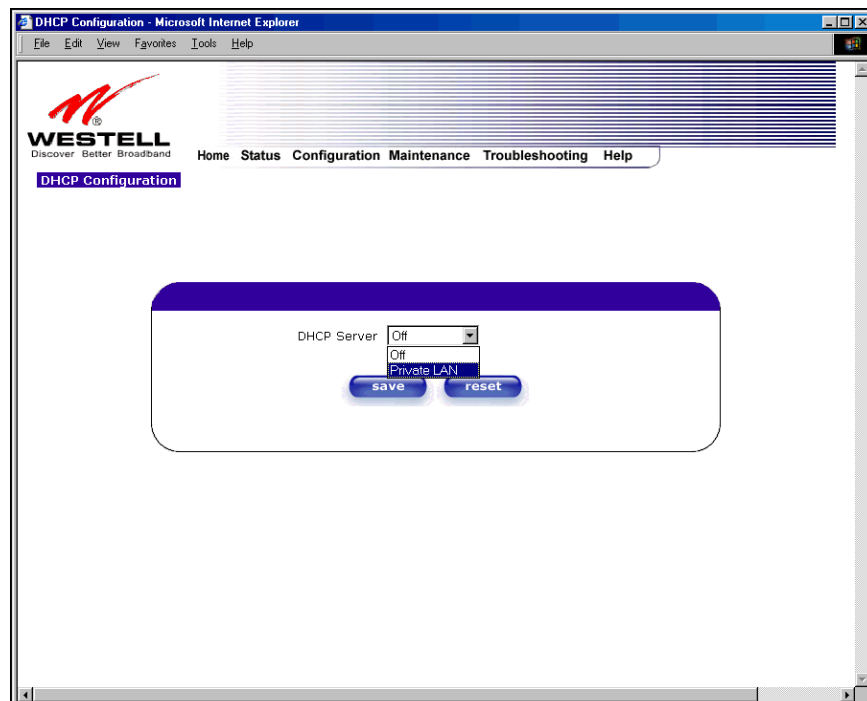 DHCP Configuration - Microsoft Internet Explorer
File Edit View Favorites Tools Help
WESTELL®
Discover Better Broadband
Home Status Configuration Maintenance Troubleshooting Help
DHCP Configuration
DHCP Server Off
Off
Private LAN
save reset